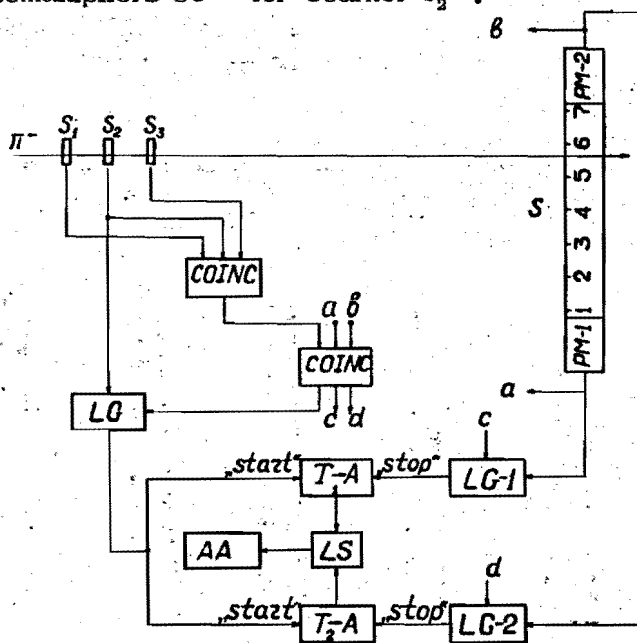 в
PM-2
S₁ S₂ S₃
π⁻
7
6
5
S
4
3
2
1
COINC
a в
COINC
PM-1
a
LG
c d
c
„start“ T-A „stop“ LG-1
AA LS
d
„start“ T₂-A „stop“ LG-2